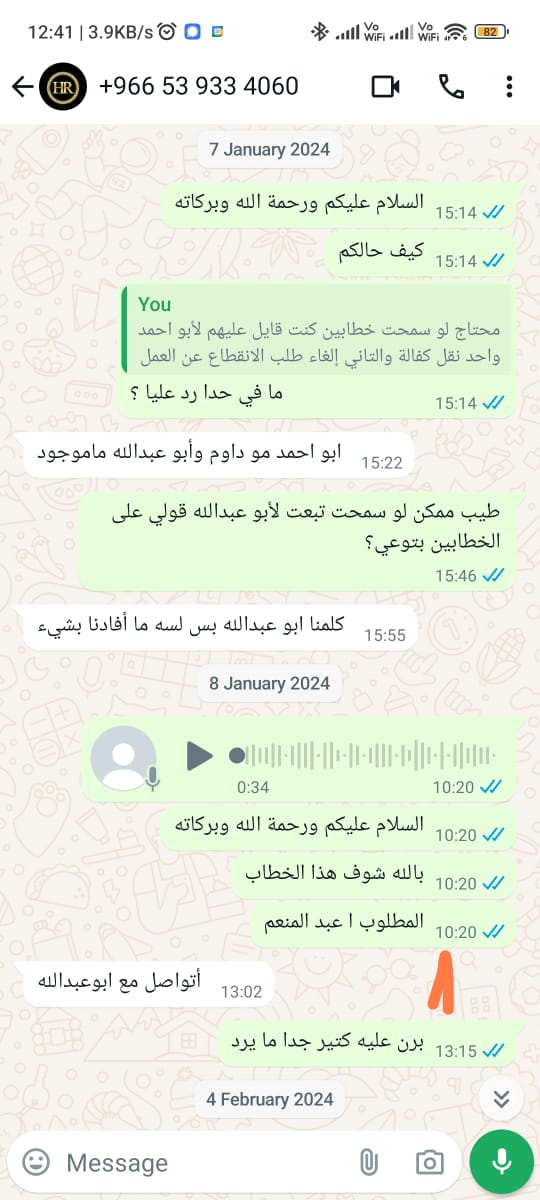 12:41 | 3.9KB/s
Vo
WiFi
Vo
WiFi
6
82
HR
+966 53 933 4060
7 January 2024
السلام عليكم ورحمة الله وبركاته
15:14
كيف حالكم
15:14
You
محتاج لو سمحت خطابين كنت قايل عليهم لأبو احمد
واحد نقل كفالة والتاني إلغاء طلب الانقطاع عن العمل
ما في حدا رد عليا ؟
15:14
ابو احمد مو داوم وأبو عبدالله ماموجود
15:22
طيب ممكن لو سمحت تبعت لأبو عبدالله قولي على
الخطابين بتوعي؟
15:46
كلمنا ابو عبدالله بس لسه ما أفادنا بشيء
15:55
8 January 2024
0:34
10:20
السلام عليكم ورحمة الله وبركاته
10:20
بالله شوف هذا الخطاب
10:20
المطلوب ا عبد المنعم
10:20
1
أتواصل مع ابوعبدالله
13:02
برن عليه كتير جدا ما يرد
13:15
4 February 2024
Message